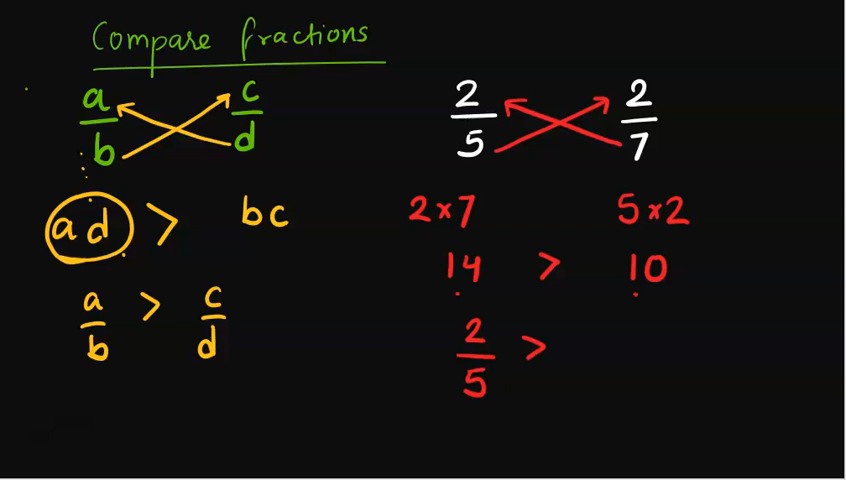 Compare fractions
a/b c/d
ad > bc
a/b > c/d
2/5 2/7
2×7 5×2
14 > 10
2/5 >